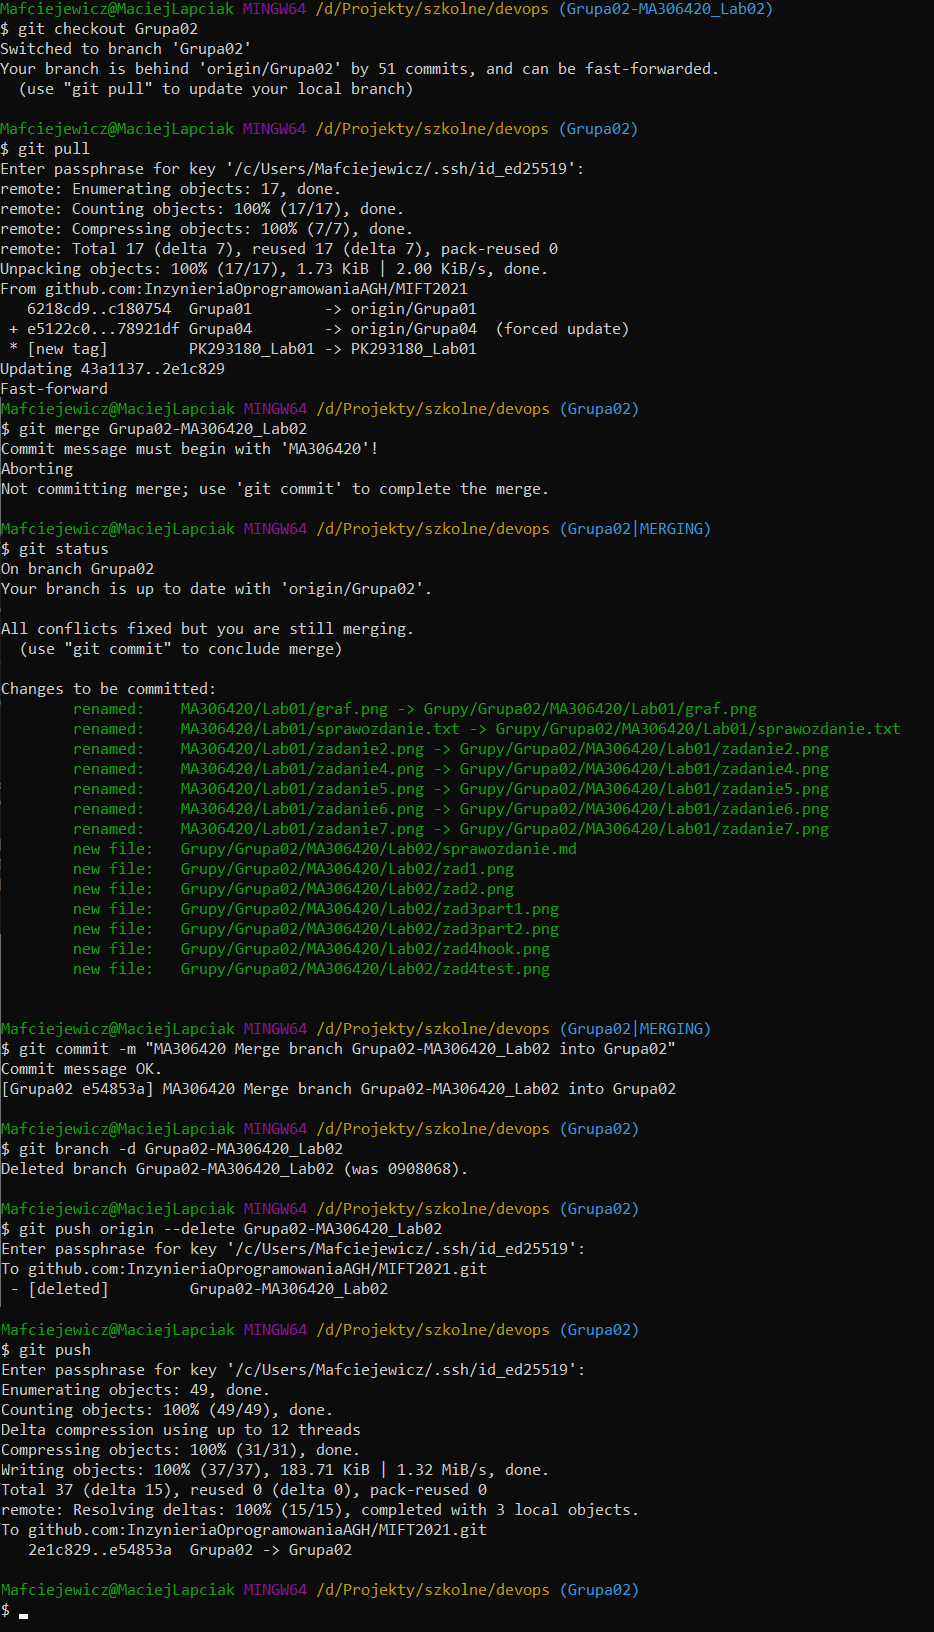 Mafciejewicz@MaciejLapciak MINGW64 /d/Projekty/szkolne/devops (Grupa02-MA306420_Lab02)
$ git checkout Grupa02
Switched to branch 'Grupa02'
Your branch is behind 'origin/Grupa02' by 51 commits, and can be fast-forwarded.
  (use "git pull" to update your local branch)

Mafciejewicz@MaciejLapciak MINGW64 /d/Projekty/szkolne/devops (Grupa02)
$ git pull
Enter passphrase for key '/c/Users/Mafciejewicz/.ssh/id_ed25519':
remote: Enumerating objects: 17, done.
remote: Counting objects: 100% (17/17), done.
remote: Compressing objects: 100% (7/7), done.
remote: Total 17 (delta 7), reused 17 (delta 7), pack-reused 0
Unpacking objects: 100% (17/17), 1.73 KiB | 2.00 KiB/s, done.
From github.com:InzynieriaOprogramowaniaAGH/MIFT2021
   6218cd9..c180754  Grupa01        -> origin/Grupa01
 + e5122c0...78921df Grupa04        -> origin/Grupa04  (forced update)
 * [new tag]         PK293180_Lab01 -> PK293180_Lab01
Updating 43a1137..2e1c829
Fast-forward
Mafciejewicz@MaciejLapciak MINGW64 /d/Projekty/szkolne/devops (Grupa02)
$ git merge Grupa02-MA306420_Lab02
Commit message must begin with 'MA306420'!
Aborting
Not committing merge; use 'git commit' to complete the merge.

Mafciejewicz@MaciejLapciak MINGW64 /d/Projekty/szkolne/devops (Grupa02|MERGING)
$ git status
On branch Grupa02
Your branch is up to date with 'origin/Grupa02'.

All conflicts fixed but you are still merging.
  (use "git commit" to conclude merge)

Changes to be committed:
        renamed:    MA306420/Lab01/graf.png -> Grupy/Grupa02/MA306420/Lab01/graf.png
        renamed:    MA306420/Lab01/sprawozdanie.txt -> Grupy/Grupa02/MA306420/Lab01/sprawozdanie.txt
        renamed:    MA306420/Lab01/zadanie2.png -> Grupy/Grupa02/MA306420/Lab01/zadanie2.png
        renamed:    MA306420/Lab01/zadanie4.png -> Grupy/Grupa02/MA306420/Lab01/zadanie4.png
        renamed:    MA306420/Lab01/zadanie5.png -> Grupy/Grupa02/MA306420/Lab01/zadanie5.png
        renamed:    MA306420/Lab01/zadanie6.png -> Grupy/Grupa02/MA306420/Lab01/zadanie6.png
        renamed:    MA306420/Lab01/zadanie7.png -> Grupy/Grupa02/MA306420/Lab01/zadanie7.png
        new file:   Grupy/Grupa02/MA306420/Lab02/sprawozdanie.md
        new file:   Grupy/Grupa02/MA306420/Lab02/zad1.png
        new file:   Grupy/Grupa02/MA306420/Lab02/zad2.png
        new file:   Grupy/Grupa02/MA306420/Lab02/zad3part1.png
        new file:   Grupy/Grupa02/MA306420/Lab02/zad3part2.png
        new file:   Grupy/Grupa02/MA306420/Lab02/zad4hook.png
        new file:   Grupy/Grupa02/MA306420/Lab02/zad4test.png

Mafciejewicz@MaciejLapciak MINGW64 /d/Projekty/szkolne/devops (Grupa02|MERGING)
$ git commit -m "MA306420 Merge branch Grupa02-MA306420_Lab02 into Grupa02"
Commit message OK.
[Grupa02 e54853a] MA306420 Merge branch Grupa02-MA306420_Lab02 into Grupa02

Mafciejewicz@MaciejLapciak MINGW64 /d/Projekty/szkolne/devops (Grupa02)
$ git branch -d Grupa02-MA306420_Lab02
Deleted branch Grupa02-MA306420_Lab02 (was 0908068).

Mafciejewicz@MaciejLapciak MINGW64 /d/Projekty/szkolne/devops (Grupa02)
$ git push origin --delete Grupa02-MA306420_Lab02
Enter passphrase for key '/c/Users/Mafciejewicz/.ssh/id_ed25519':
To github.com:InzynieriaOprogramowaniaAGH/MIFT2021.git
 - [deleted]         Grupa02-MA306420_Lab02

Mafciejewicz@MaciejLapciak MINGW64 /d/Projekty/szkolne/devops (Grupa02)
$ git push
Enter passphrase for key '/c/Users/Mafciejewicz/.ssh/id_ed25519':
Enumerating objects: 49, done.
Counting objects: 100% (49/49), done.
Delta compression using up to 12 threads
Compressing objects: 100% (31/31), done.
Writing objects: 100% (37/37), 183.71 KiB | 1.32 MiB/s, done.
Total 37 (delta 15), reused 0 (delta 0), pack-reused 0
remote: Resolving deltas: 100% (15/15), completed with 3 local objects.
To github.com:InzynieriaOprogramowaniaAGH/MIFT2021.git
   2e1c829..e54853a  Grupa02 -> Grupa02

Mafciejewicz@MaciejLapciak MINGW64 /d/Projekty/szkolne/devops (Grupa02)
$